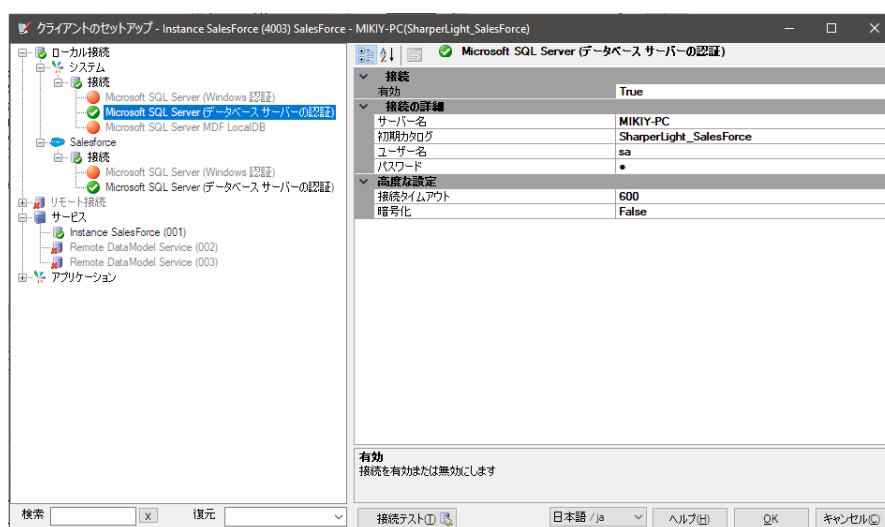 クライアントのセットアップ - Instance SalesForce (4003) SalesForce - MIKIY-PC(SharperLight_SalesForce)
ローカル接続
システム
接続
Microsoft SQL Server (Windows 認証)
Microsoft SQL Server (データベース サーバーの認証)
Microsoft SQL Server MDF LocalDB
Salesforce
接続
Microsoft SQL Server (Windows 認証)
Microsoft SQL Server (データベース サーバーの認証)
リモート接続
サービス
Instance SalesForce (001)
Remote DataModel Service (002)
Remote DataModel Service (003)
アプリケーション
Microsoft SQL Server (データベース サーバーの認証)
接続
有効 True
接続の詳細
サーバー名 MIKIY-PC
初期カタログ SharperLight_SalesForce
ユーザー名 sa
パスワード ●
高度な設定
接続タイムアウト 600
暗号化 False
有効
接続を有効または無効にします
検索 X 復元 接続テスト(T) 日本語 / ja ヘルプ(H) OK キャンセル(C)